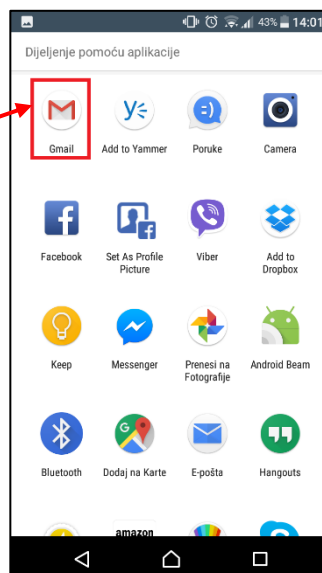 43% 14:01
Dijeljenje pomoću aplikacije
Gmail Add to Yammer Poruke Camera
Facebook Set As Profile Picture Viber Add to Dropbox
Keep Messenger Prenesi na Fotografije Android Beam
Bluetooth Dodaj na Karte E-pošta Hangouts
amazon